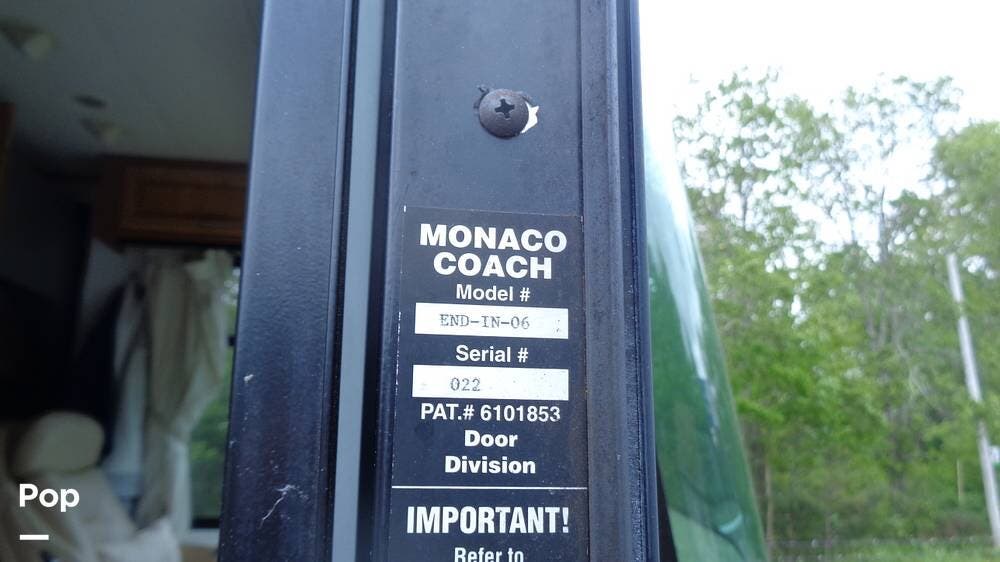 MONACO
COACH
Model #
END-IN-06
Serial #
022
PAT.# 6101853
Door
Division
IMPORTANT!
Refer to
Pop